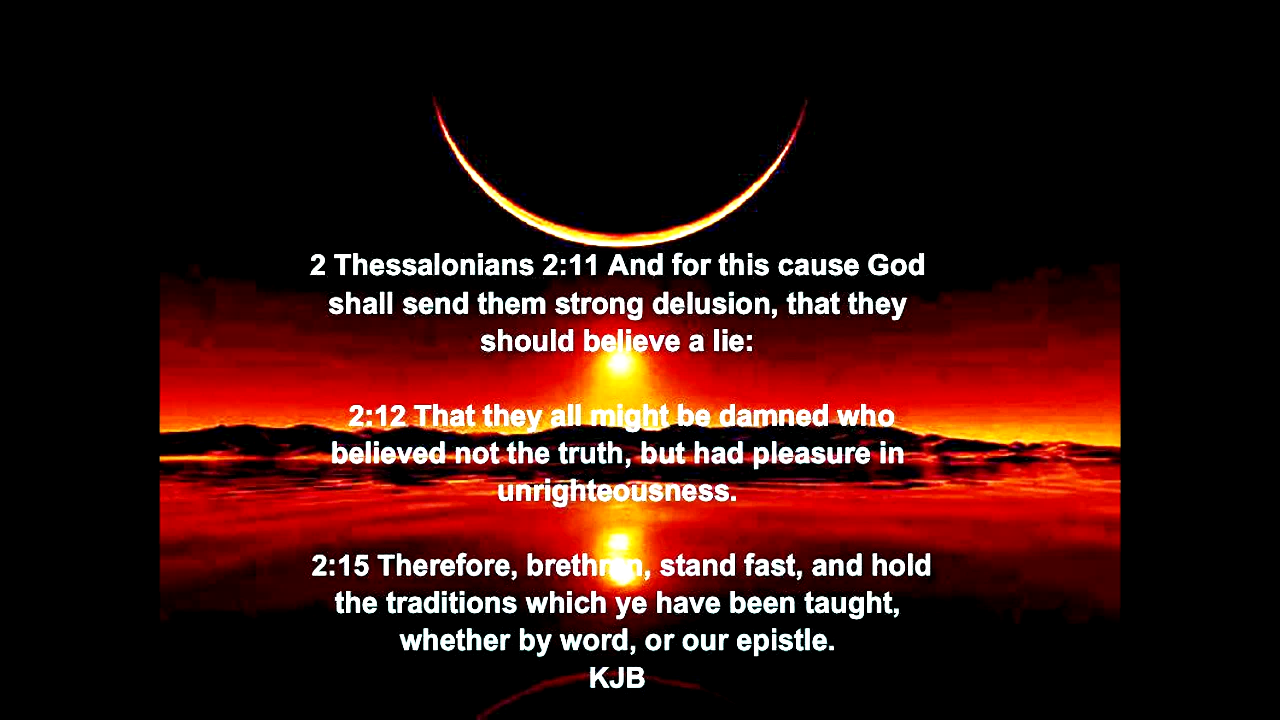 2 Thessalonians 2:11 And for this cause God
shall send them strong delusion, that they
should believe a lie:
2:12 That they all might be damned who
believed not the truth, but had pleasure in
unrighteousness.
2:15 Therefore, brethren, stand fast, and hold
the traditions which ye have been taught,
whether by word, or our epistle.
KJB